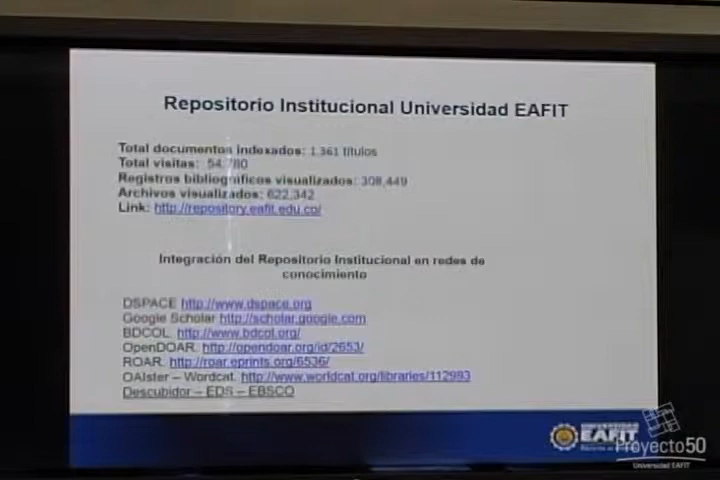 Repositorio Institucional Universidad EAFIT
Total documentos indexados: 1.361 títulos
Total visitas:
Registros bibliográficos visualizados: 308,449
Archivos visualizados: 622,342
Link: http://repository.eafit.edu.co/
Integración del Repositorio Institucional en redes de
conocimiento
DSPACE http://www.dspace.org
Google Scholar http://scholar.google.com
BDCOL. http://www.bdcol.org/
OpenDOAR. http://opendoar.org/id/2653/
ROAR. http://roar.eprints.org/6536/
OAIster – Wordcat. http://www.worldcat.org/libraries/112993
Descubidor – EDS – EBSCO
UNIVERSIDAD
EAFIT
Proyecto50
Universidad EAFIT